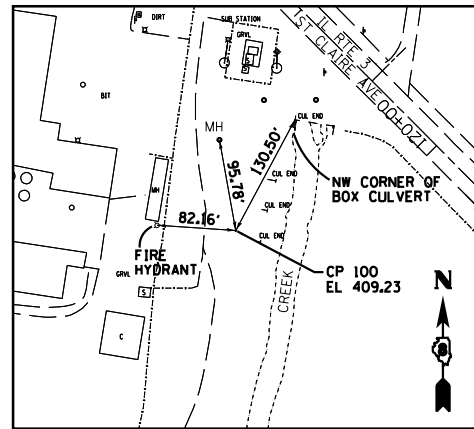 DIRT
SUB STATION
GRVL
S
S
IL RTE 3
1ST CLAIRE AVE
120+00
BIT
MH
CUL END
130.50'
95.78'
NW CORNER OF
BOX CULVERT
CUL END
MH
CUL END
82.16'
CUL END
FIRE
HYDRANT
CP 100
EL 409.23
GRVL
S
CREEK
N
C